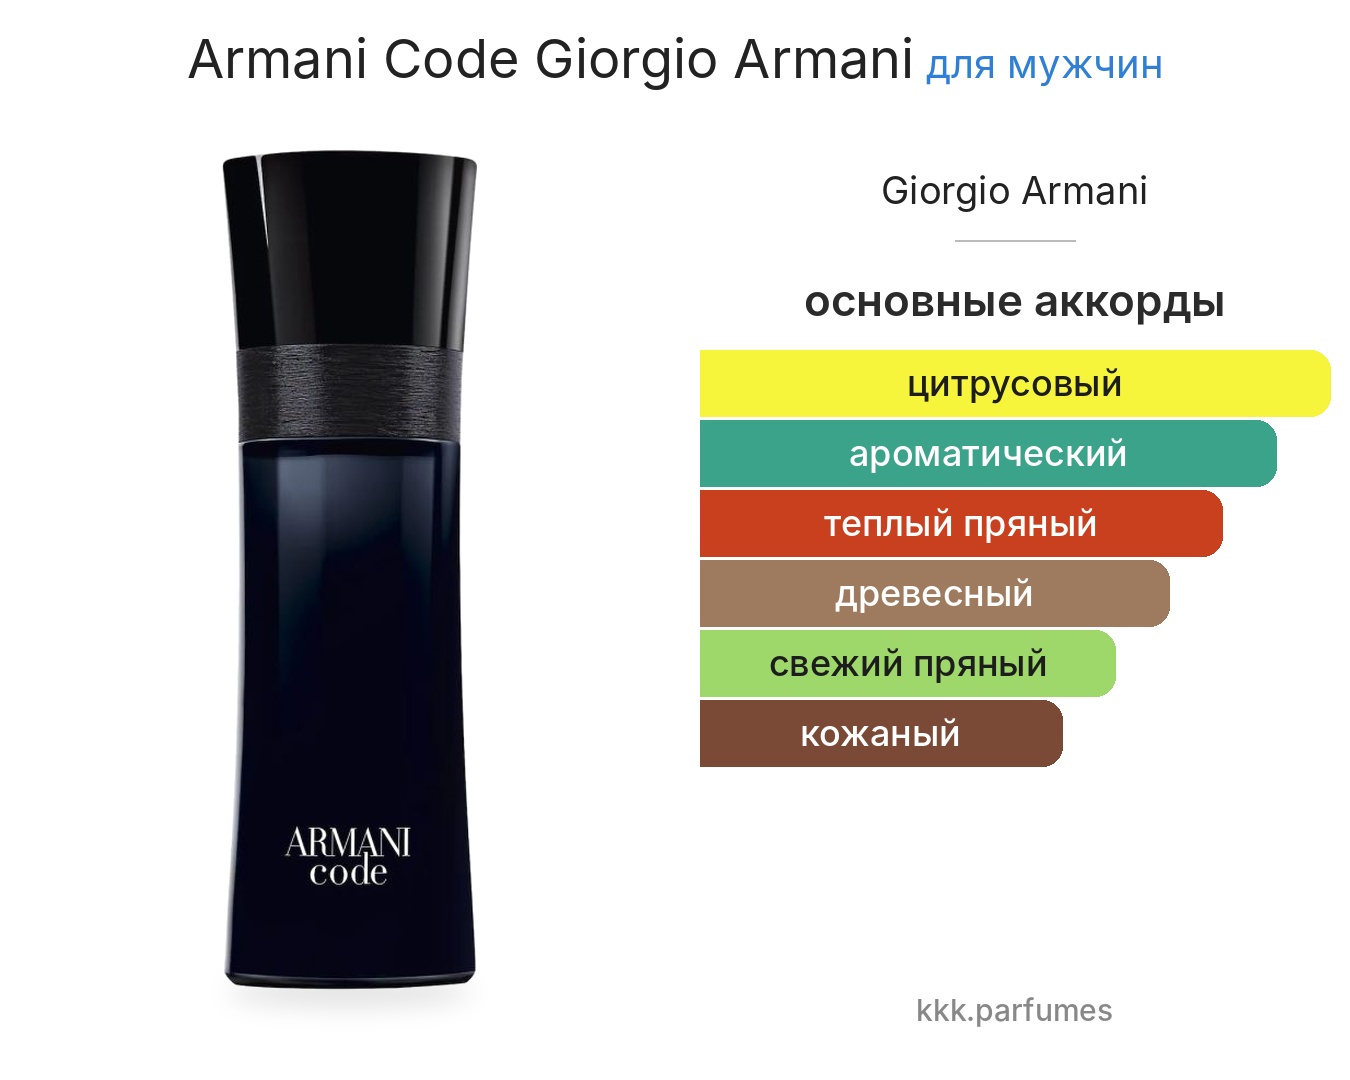 Armani Code Giorgio Armani для мужчин
Giorgio Armani
основные аккорды
цитрусовый
ароматический
теплый пряный
древесный
свежий пряный
кожаный
ARMANI
code
kkk.parfumes